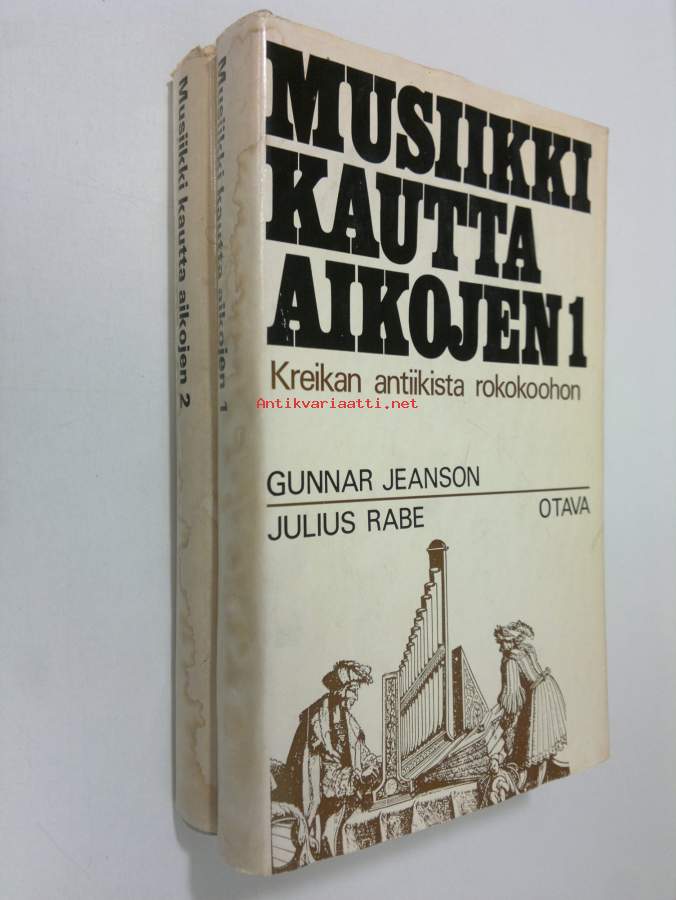 Musiikki kautta aikojen 2
Musiikki kautta aikojen 1
MUSIIKKI
KAUTTA
AIKOJEN 1
Kreikan antiikista rokokoohon
Antikvariaatti.net
GUNNAR JEANSON
JULIUS RABE
OTAVA